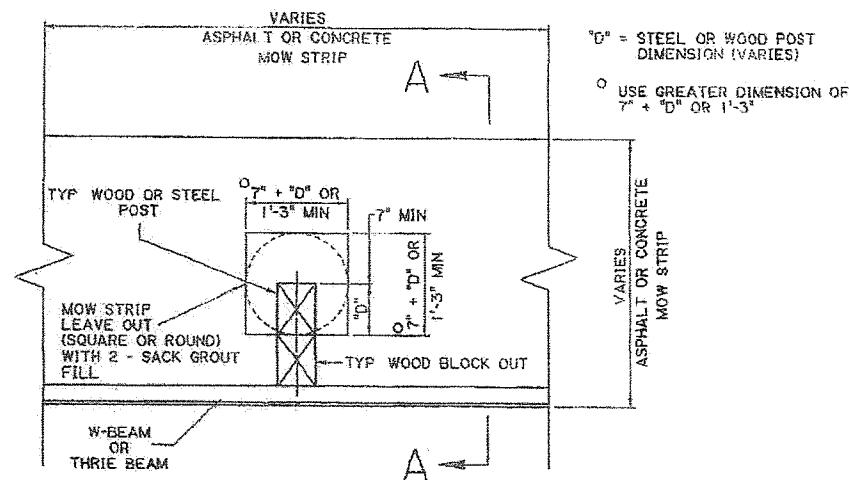 VARIES
ASPHALT OR CONCRETE
MOW STRIP
"D" = STEEL OR WOOD POST
DIMENSION (VARIES)
O USE GREATER DIMENSION OF
7" + "D" OR 1'-3"
A
TYP WOOD OR STEEL
POST
O 7" + "D" OR
1'-3" MIN
7" MIN
"D"
O 7" + "D" OR
1'-3" MIN
VARIES
ASPHALT OR CONCRETE
MOW STRIP
MOW STRIP
LEAVE OUT
(SQUARE OR ROUND)
WITH 2 - SACK GROUT
FILL
TYP WOOD BLOCK OUT
W-BEAM
OR
THRIE BEAM
A